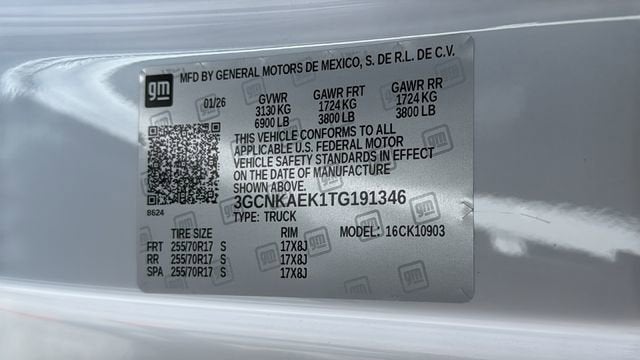 MFD BY GENERAL MOTORS DE MEXICO, S. DE R.L. DE C.V.
gm
01/26 GVWR GAWR FRT GAWR RR
3130 KG 1724 KG 1724 KG
6900 LB 3800 LB 3800 LB
THIS VEHICLE CONFORMS TO ALL
APPLICABLE U.S. FEDERAL MOTOR
VEHICLE SAFETY STANDARDS IN EFFECT
ON THE DATE OF MANUFACTURE
SHOWN ABOVE.
3GCNKAEK1TG191346
B624
TYPE: TRUCK
TIRE SIZE RIM MODEL: 16CK10903
FRT 255/70R17 S 17X8J
RR 255/70R17 S 17X8J
SPA 255/70R17 S 17X8J